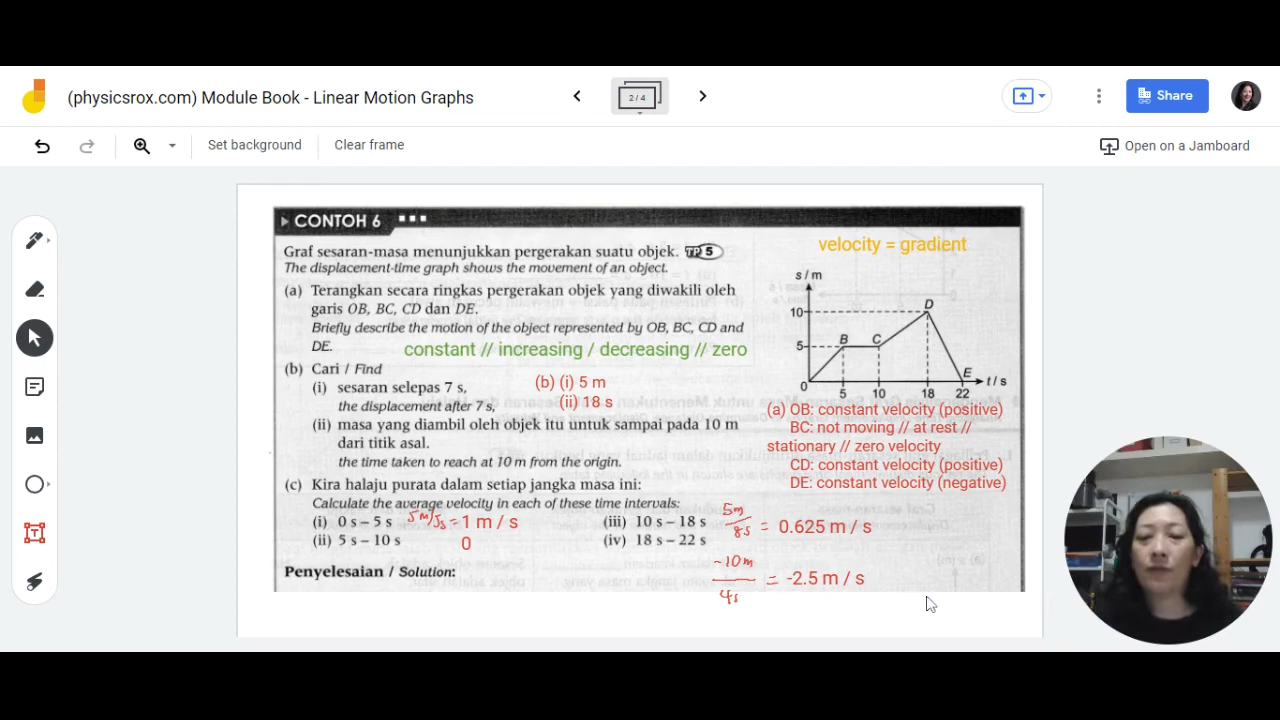 (physicsrox.com) Module Book - Linear Motion Graphs
2 / 4
Share
Set background
Clear frame
Open on a Jamboard
CONTOH 6
Graf sesaran-masa menunjukkan pergerakan suatu objek. TP 5
The displacement-time graph shows the movement of an object.
(a) Terangkan secara ringkas pergerakan objek yang diwakili oleh
garis OB, BC, CD dan DE.
Briefly describe the motion of the object represented by OB, BC, CD and
DE.
constant // increasing / decreasing // zero
(b) Cari / Find
(i) sesaran selepas 7 s,
the displacement after 7 s,
(ii) masa yang diambil oleh objek itu untuk sampai pada 10 m
dari titik asal.
the time taken to reach at 10 m from the origin.
(b) (i) 5 m
(ii) 18 s
(c) Kira halaju purata dalam setiap jangka masa ini:
Calculate the average velocity in each of these time intervals:
(i) 0 s – 5 s 5m/5s = 1 m / s
(ii) 5 s – 10 s 0
(iii) 10 s – 18 s 5m/8s = 0.625 m / s
(iv) 18 s – 22 s
-10m/4s = -2.5 m / s
Penyelesaian / Solution:
velocity = gradient
s / m
10
5
0
B
C
D
E
5
10
18
22
t / s
(a) OB: constant velocity (positive)
BC: not moving // at rest //
stationary // zero velocity
CD: constant velocity (positive)
DE: constant velocity (negative)